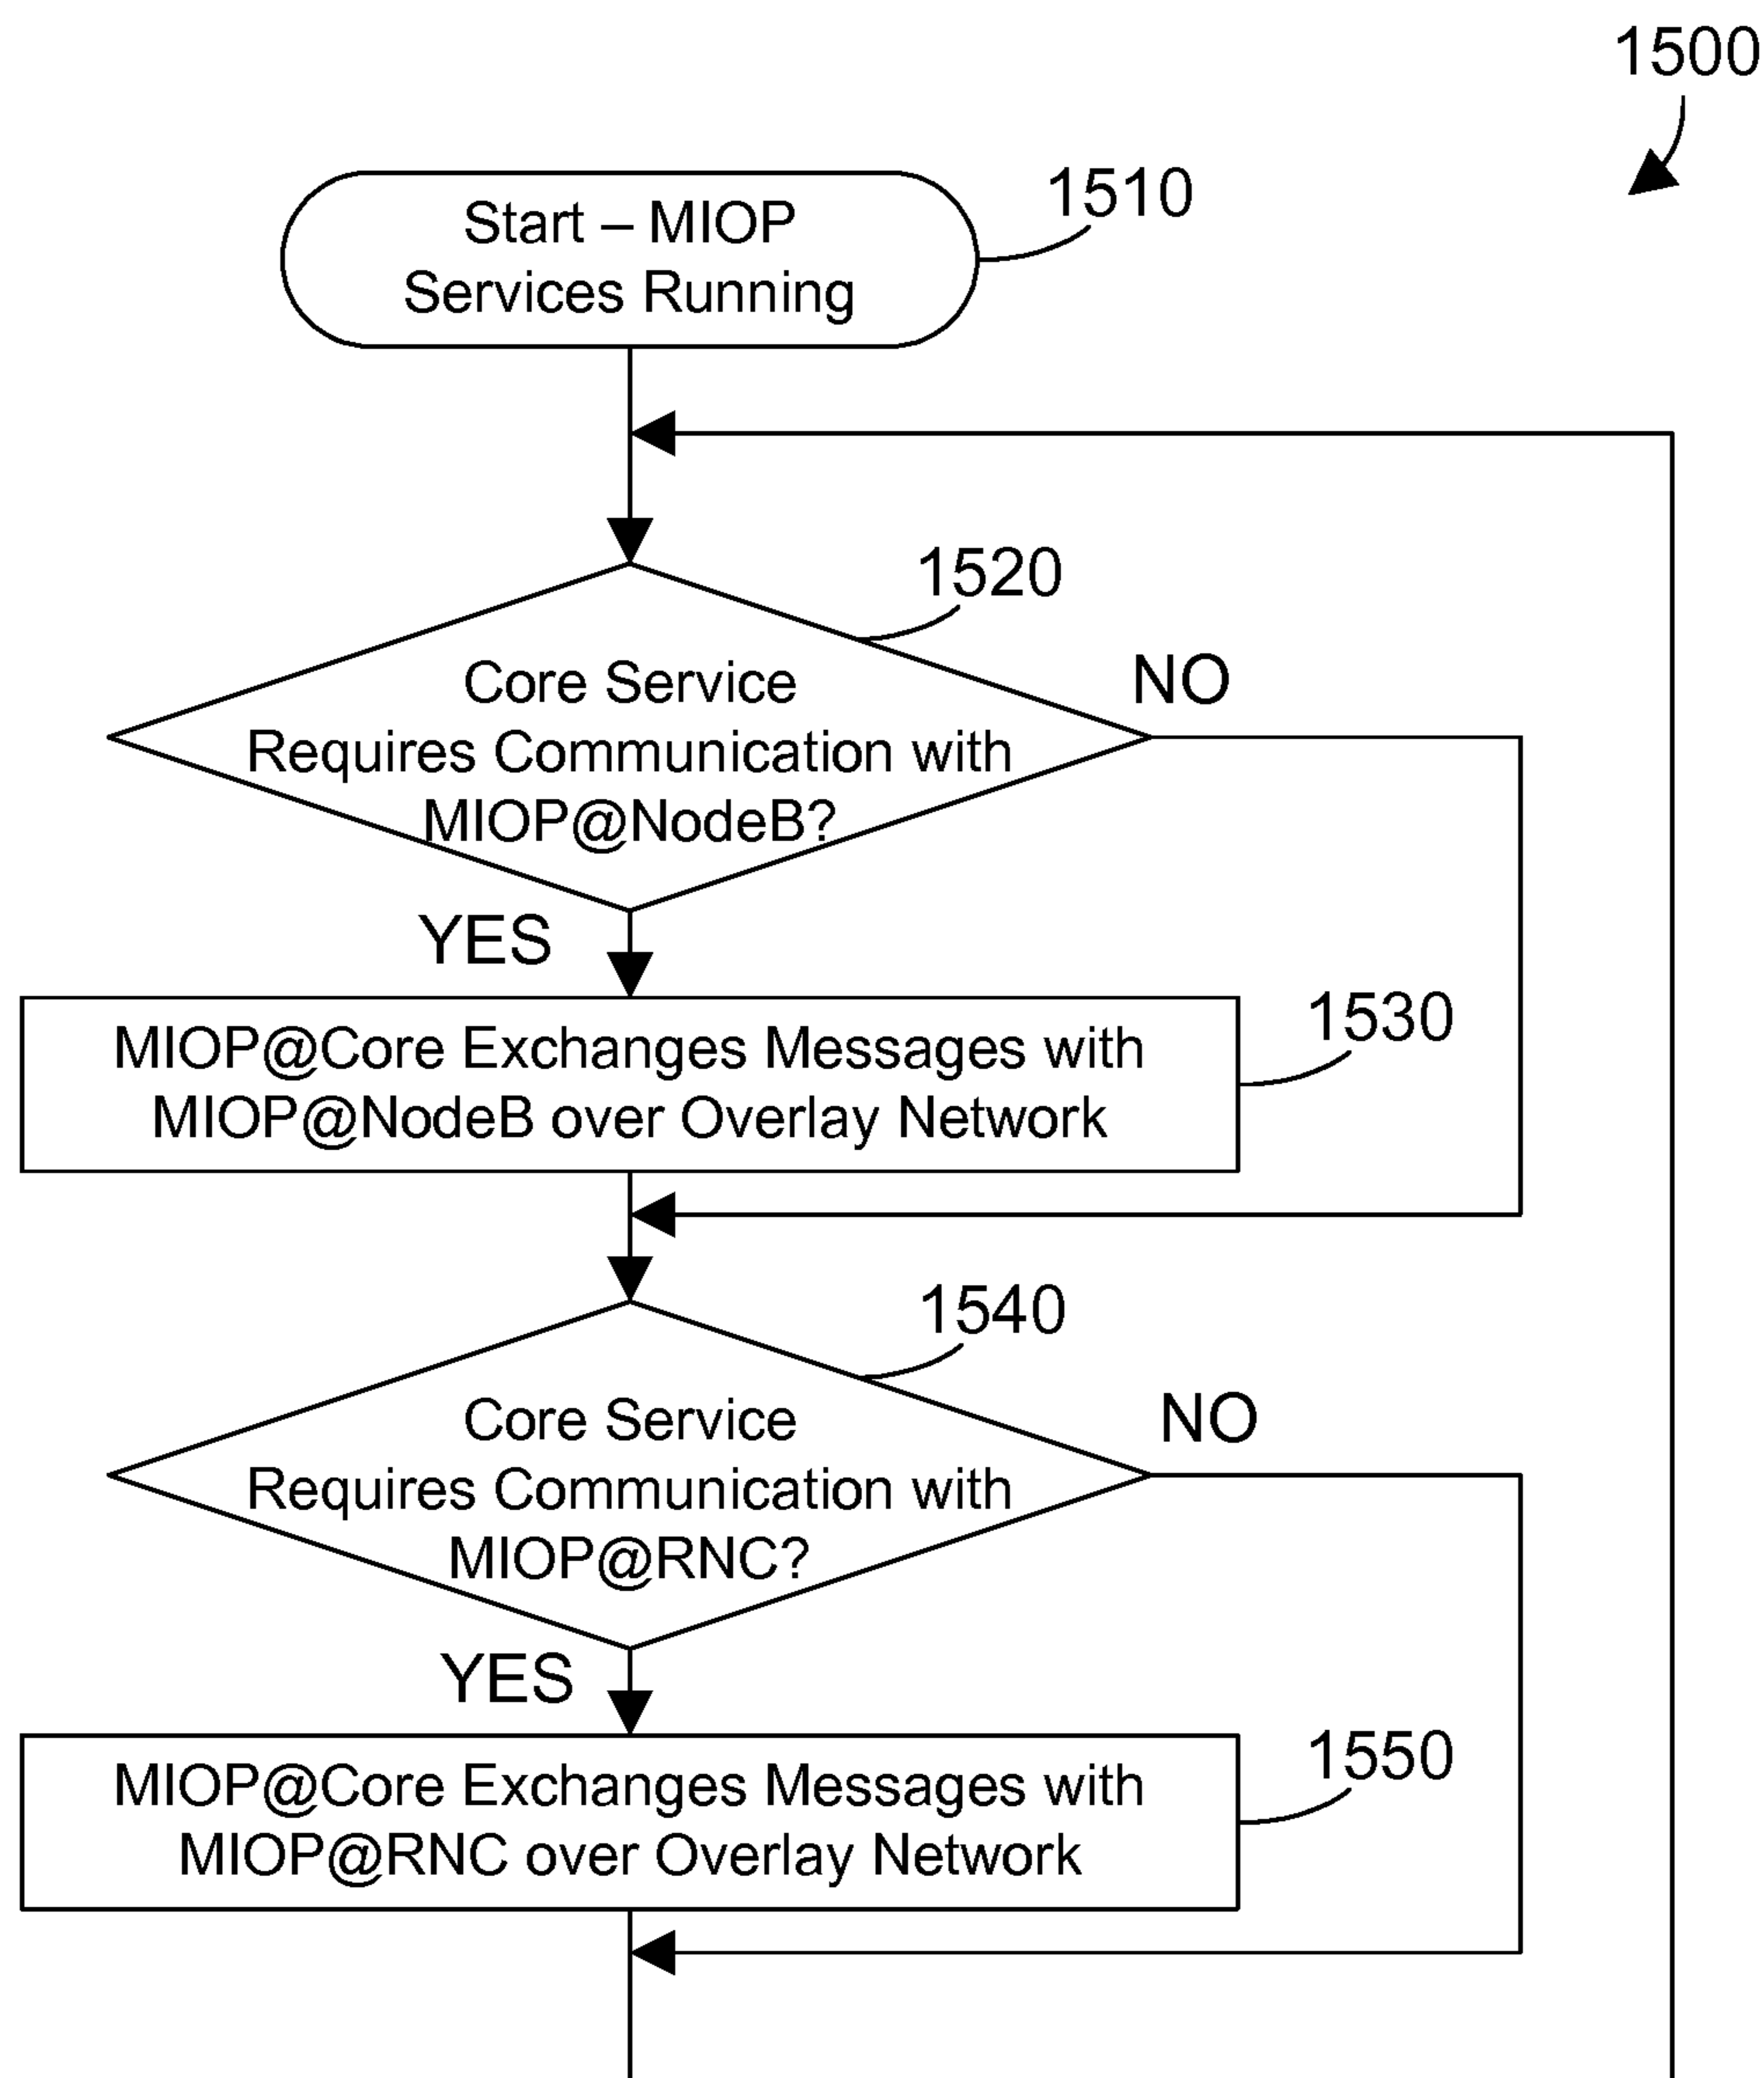 1500
1510
Start – MIOP
Services Running
1520
Core Service
Requires Communication with
MIOP@NodeB?
NO
YES
1530
MIOP@Core Exchanges Messages with
MIOP@NodeB over Overlay Network
1540
Core Service
Requires Communication with
MIOP@RNC?
NO
YES
1550
MIOP@Core Exchanges Messages with
MIOP@RNC over Overlay Network